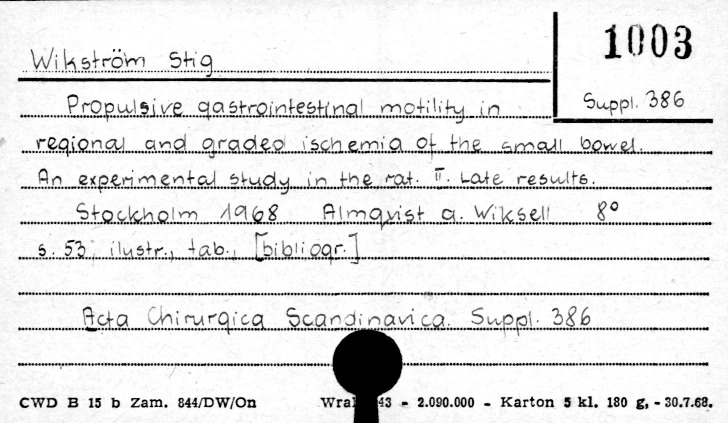 1003
Wikström Stig
Suppl. 386
Propulsive gastrointestinal motility in
regional and graded ischemia of the small bowel.
An experimental study in the rat. II. Late results.
Stockholm 1968 Almqvist a. Wiksell 8°
s. 53, ilustr., tab., [bibliogr.]
Acta Chirurgica Scandinavica. Suppl. 386
CWD B 15 b Zam. 844/DW/On 43 - 2.090.000 - Karton 5 kl. 180 g, - 30.7.68.